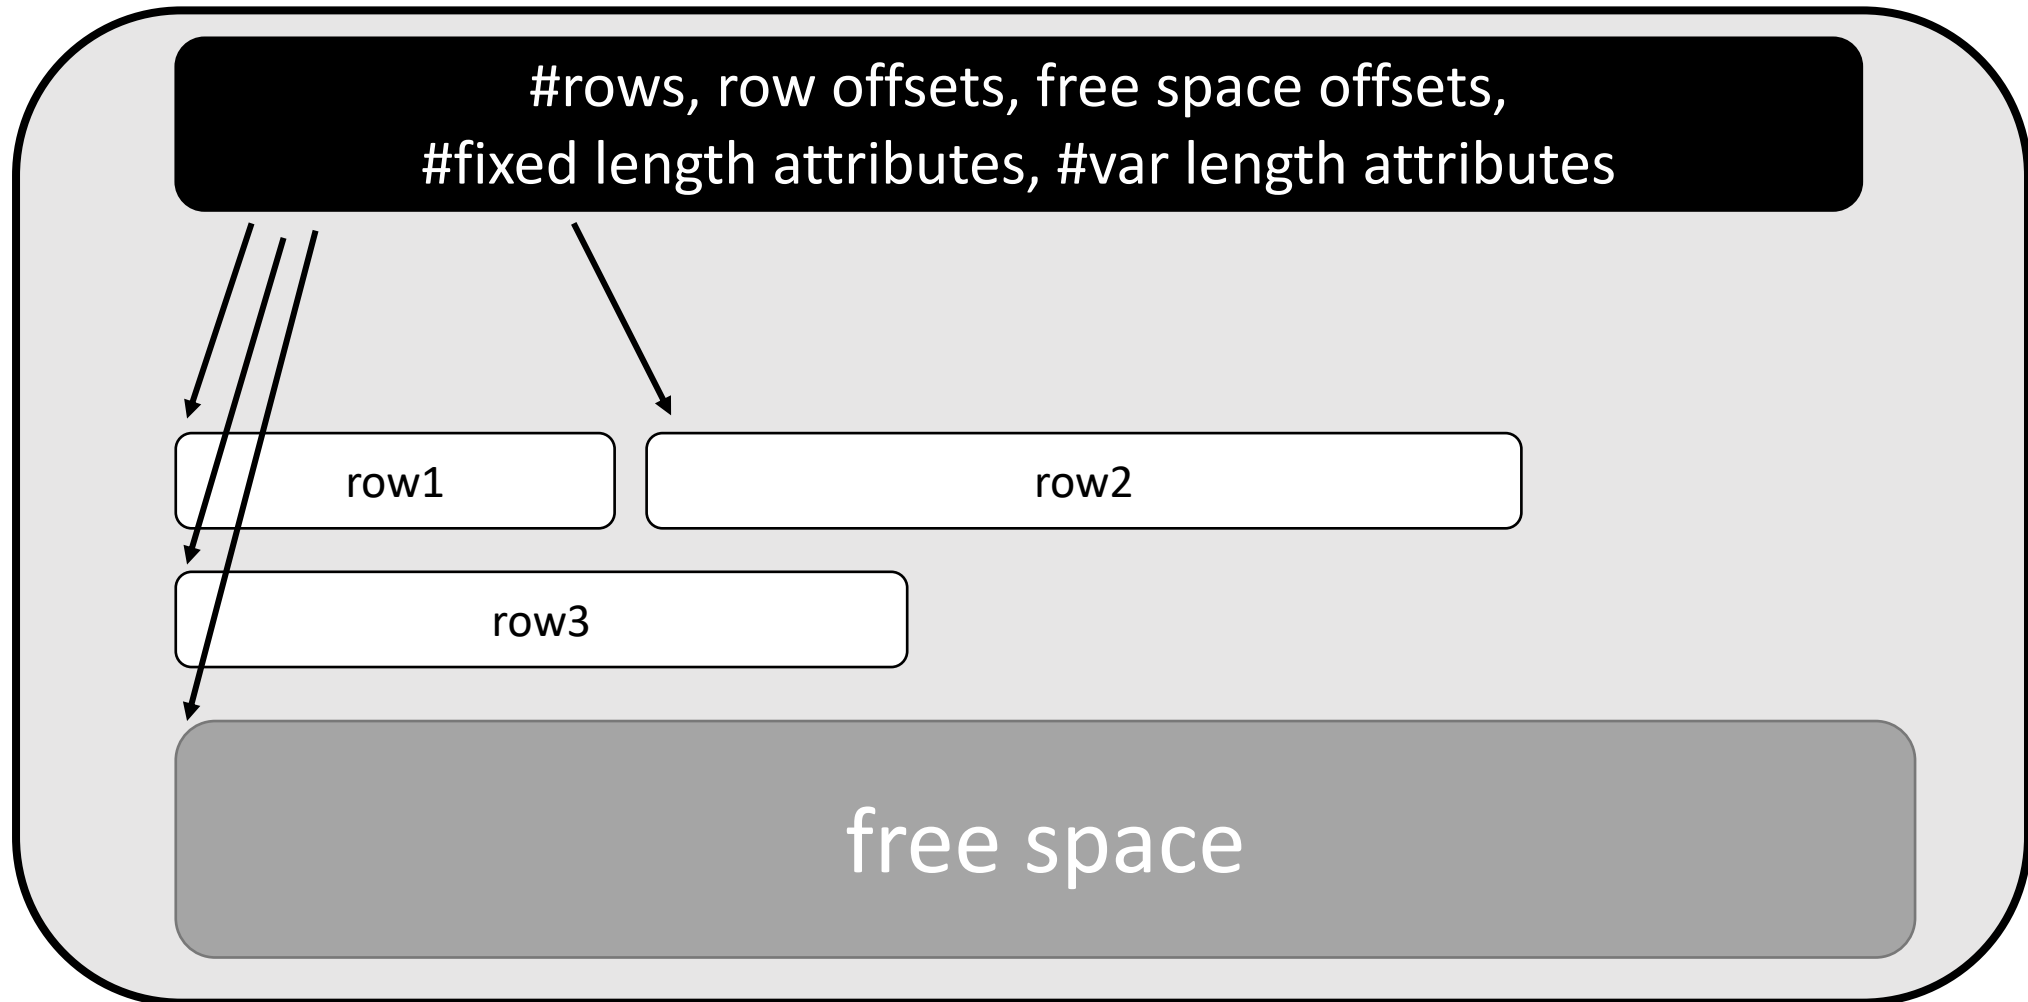 #rows, row offsets, free space offsets,
#fixed length attributes, #var length attributes
row1
row2
row3
free space